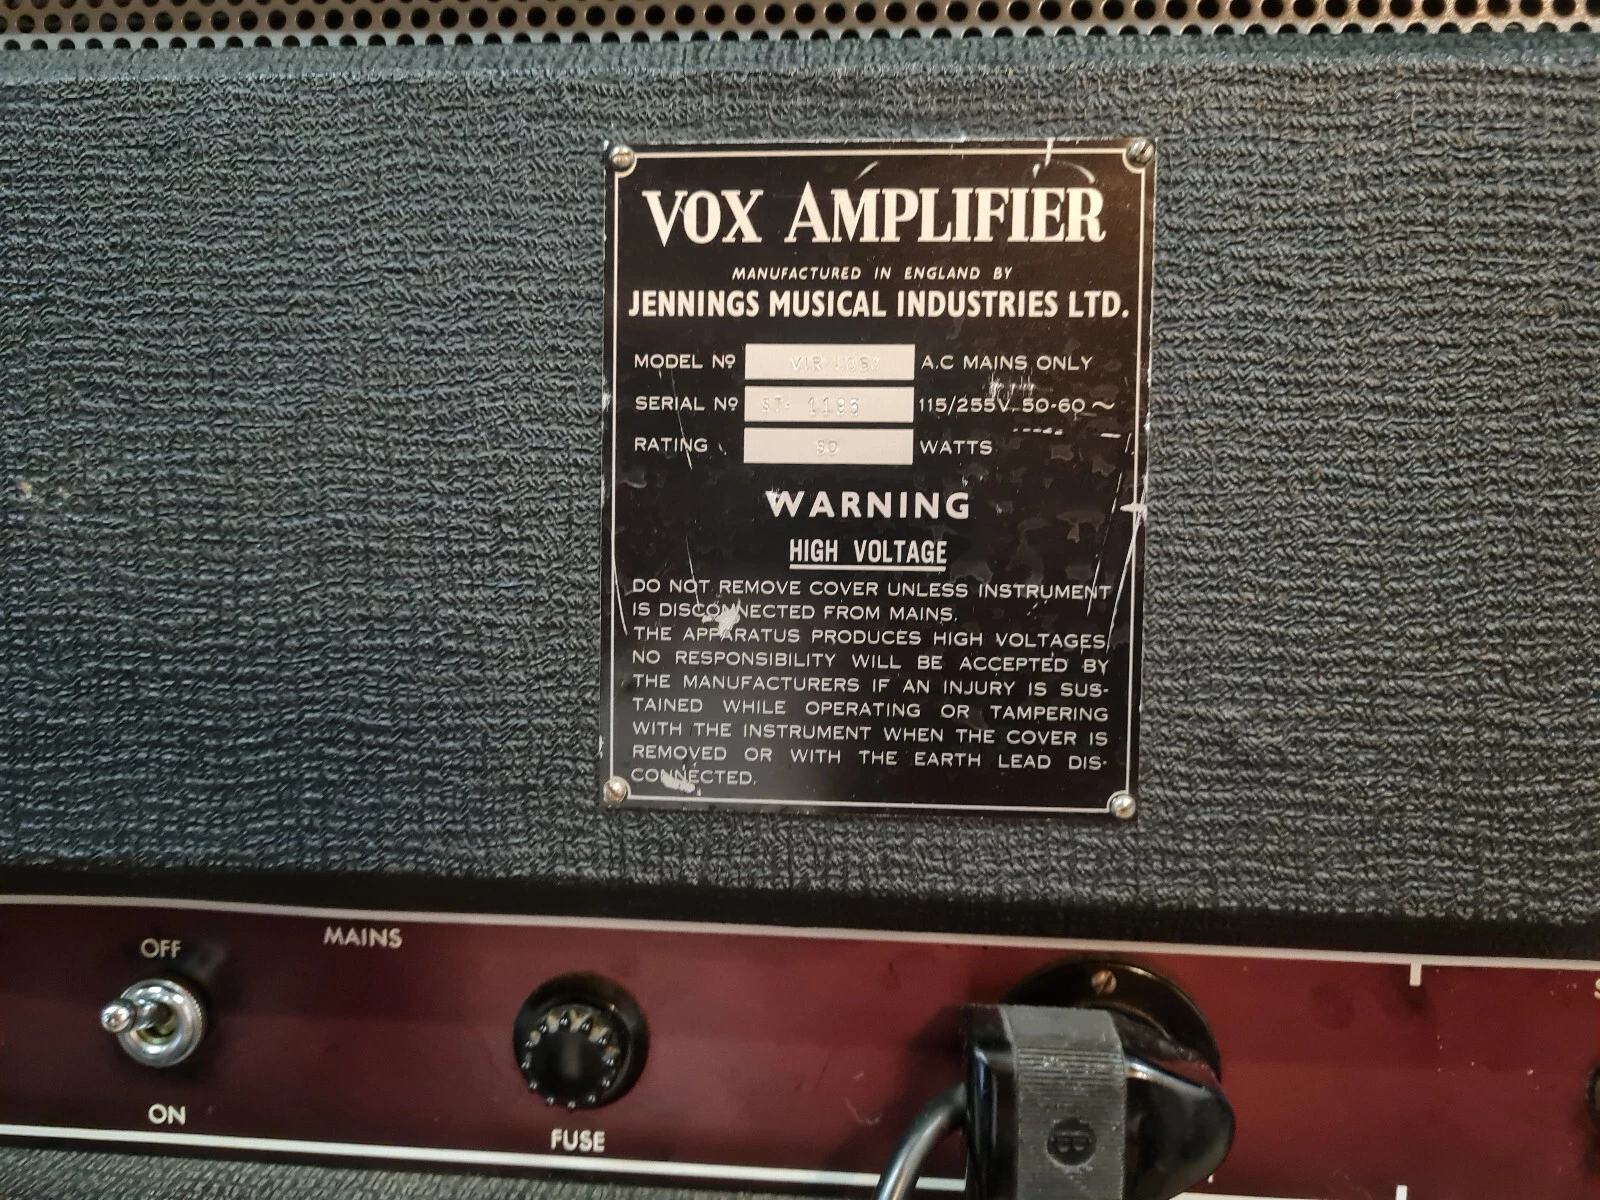 VOX AMPLIFIER
MANUFACTURED IN ENGLAND BY
JENNINGS MUSICAL INDUSTRIES LTD.
MODEL Nº A.C MAINS ONLY
SERIAL Nº 1193 115/255V. 50-60 ~
RATING 50 WATTS
WARNING
HIGH VOLTAGE
DO NOT REMOVE COVER UNLESS INSTRUMENT
IS DISCONNECTED FROM MAINS.
THE APPARATUS PRODUCES HIGH VOLTAGES,
NO RESPONSIBILITY WILL BE ACCEPTED BY
THE MANUFACTURERS IF AN INJURY IS SUS-
TAINED WHILE OPERATING OR TAMPERING
WITH THE INSTRUMENT WHEN THE COVER IS
REMOVED OR WITH THE EARTH LEAD DIS-
CONNECTED.
OFF
MAINS
ON
FUSE
B